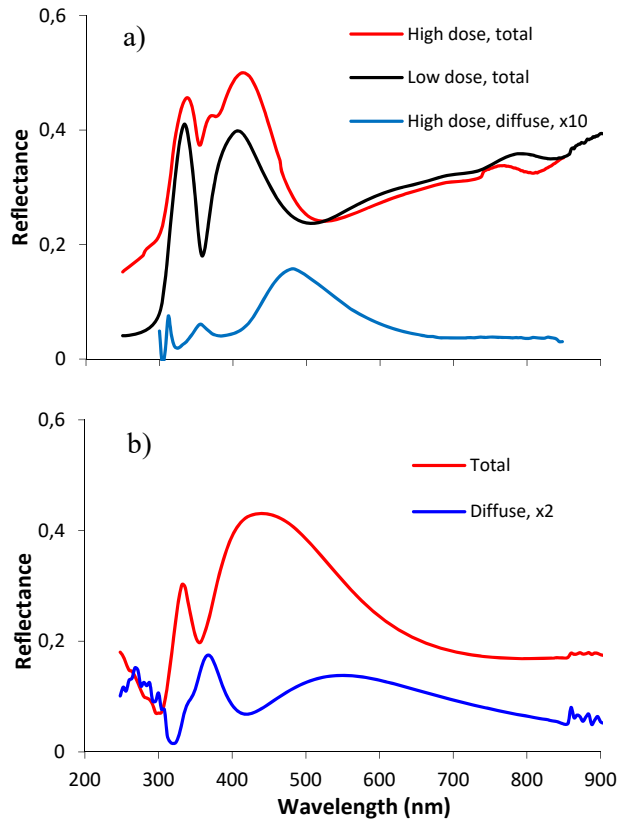 0,6
a)
High dose, total
Low dose, total
High dose, diffuse, x10
0,4
Reflectance
0,2
0
0,6
b)
Total
Diffuse, x2
0,4
Reflectance
0,2
0
200 300 400 500 600 700 800 900
Wavelength (nm)